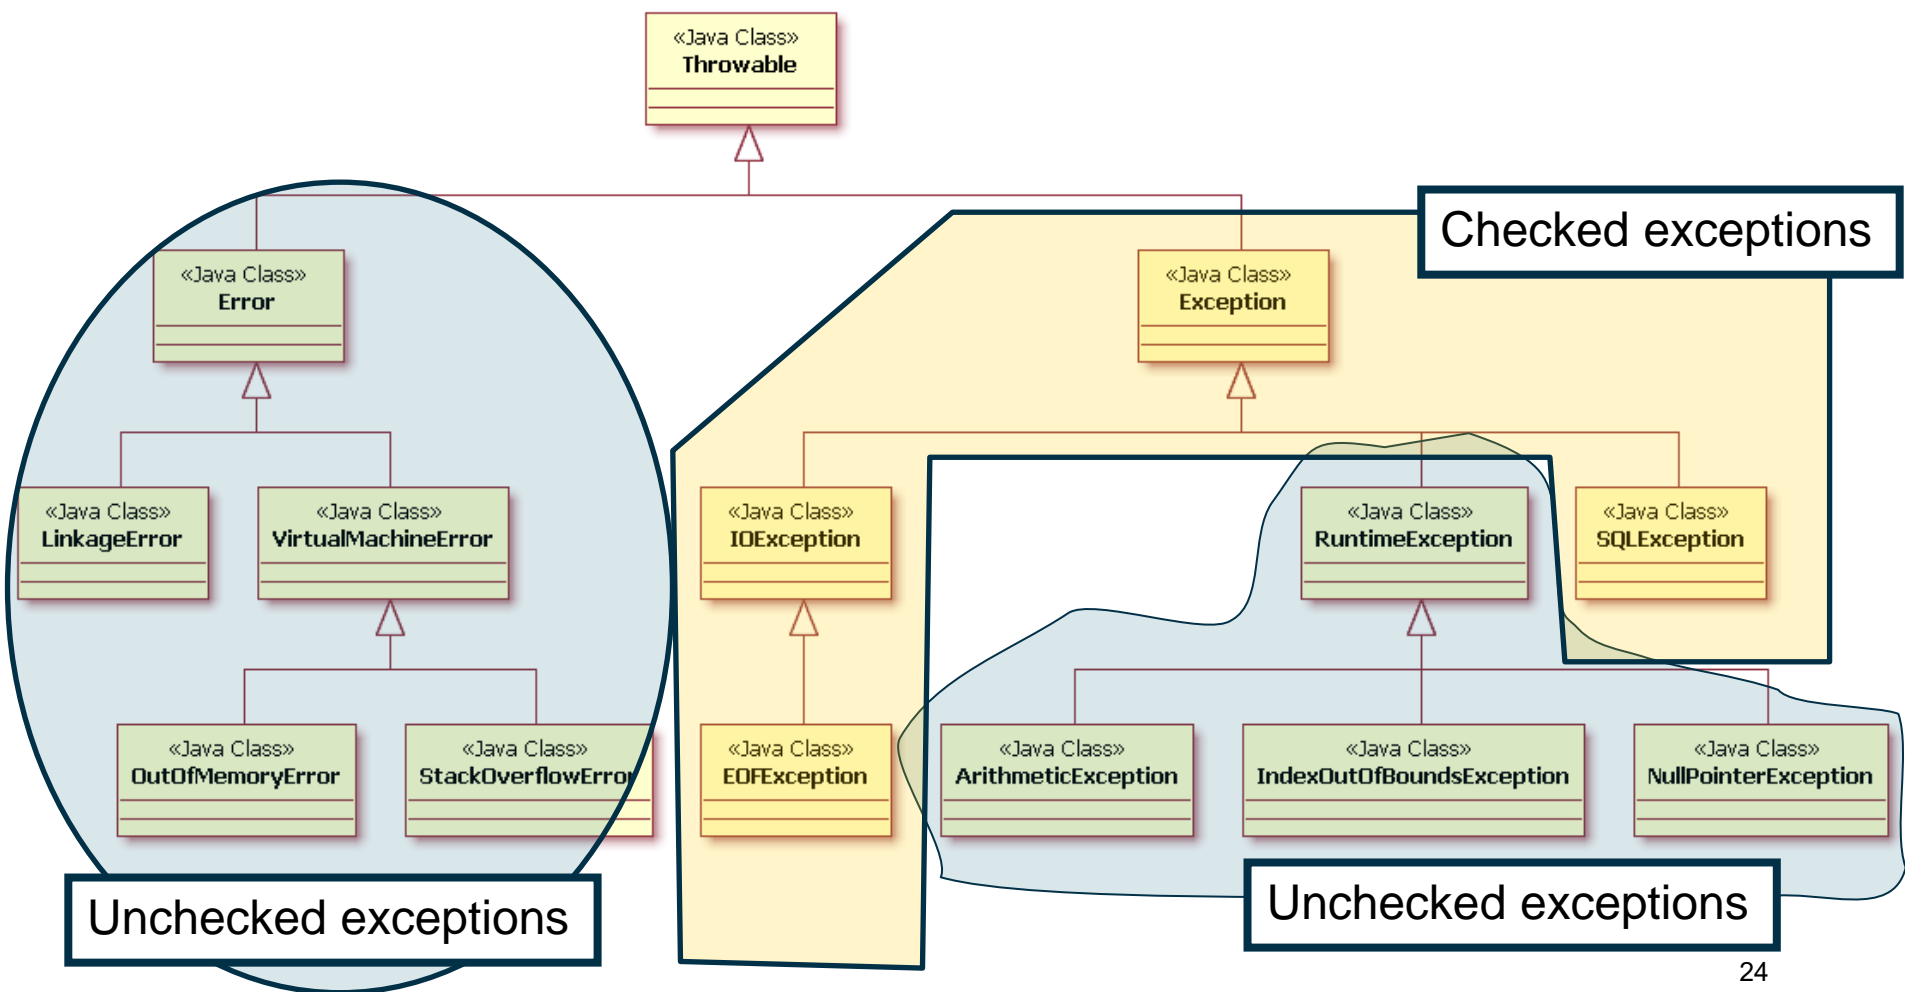 «Java Class»
Throwable
Checked exceptions
«Java Class»
Error
«Java Class»
Exception
«Java Class»
LinkageError
«Java Class»
VirtualMachineError
«Java Class»
IOException
«Java Class»
RuntimeException
«Java Class»
SQLException
«Java Class»
OutOfMemoryError
«Java Class»
StackOverflowError
«Java Class»
EOFException
«Java Class»
ArithmeticException
«Java Class»
IndexOutOfBoundsException
«Java Class»
NullPointerException
Unchecked exceptions
Unchecked exceptions
24